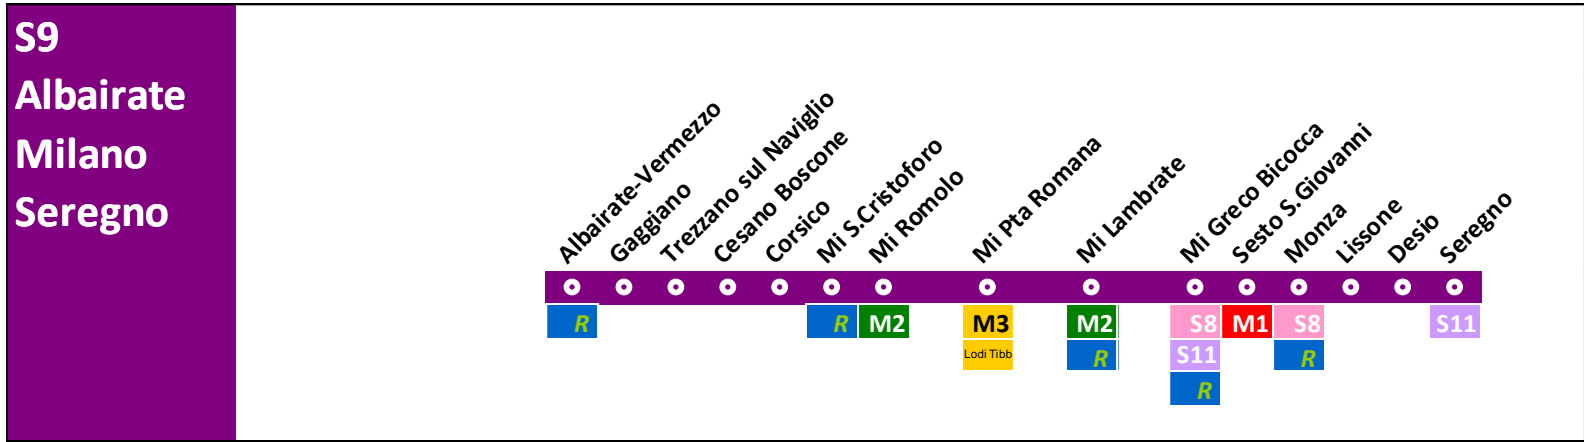 S9
Albairate
Milano
Seregno
Albairate-Vermezzo
Gaggiano
Trezzano sul Naviglio
Cesano Boscone
Corsico
Mi S.Cristoforo
Mi Romolo
Mi Pta Romana
Mi Lambrate
Mi Greco Bicocca
Sesto S.Giovanni
Monza
Lissone
Desio
Seregno
R
R
M2
M3
M2
S8
M1
S8
S11
Lodi Tibb
R
S11
R
R